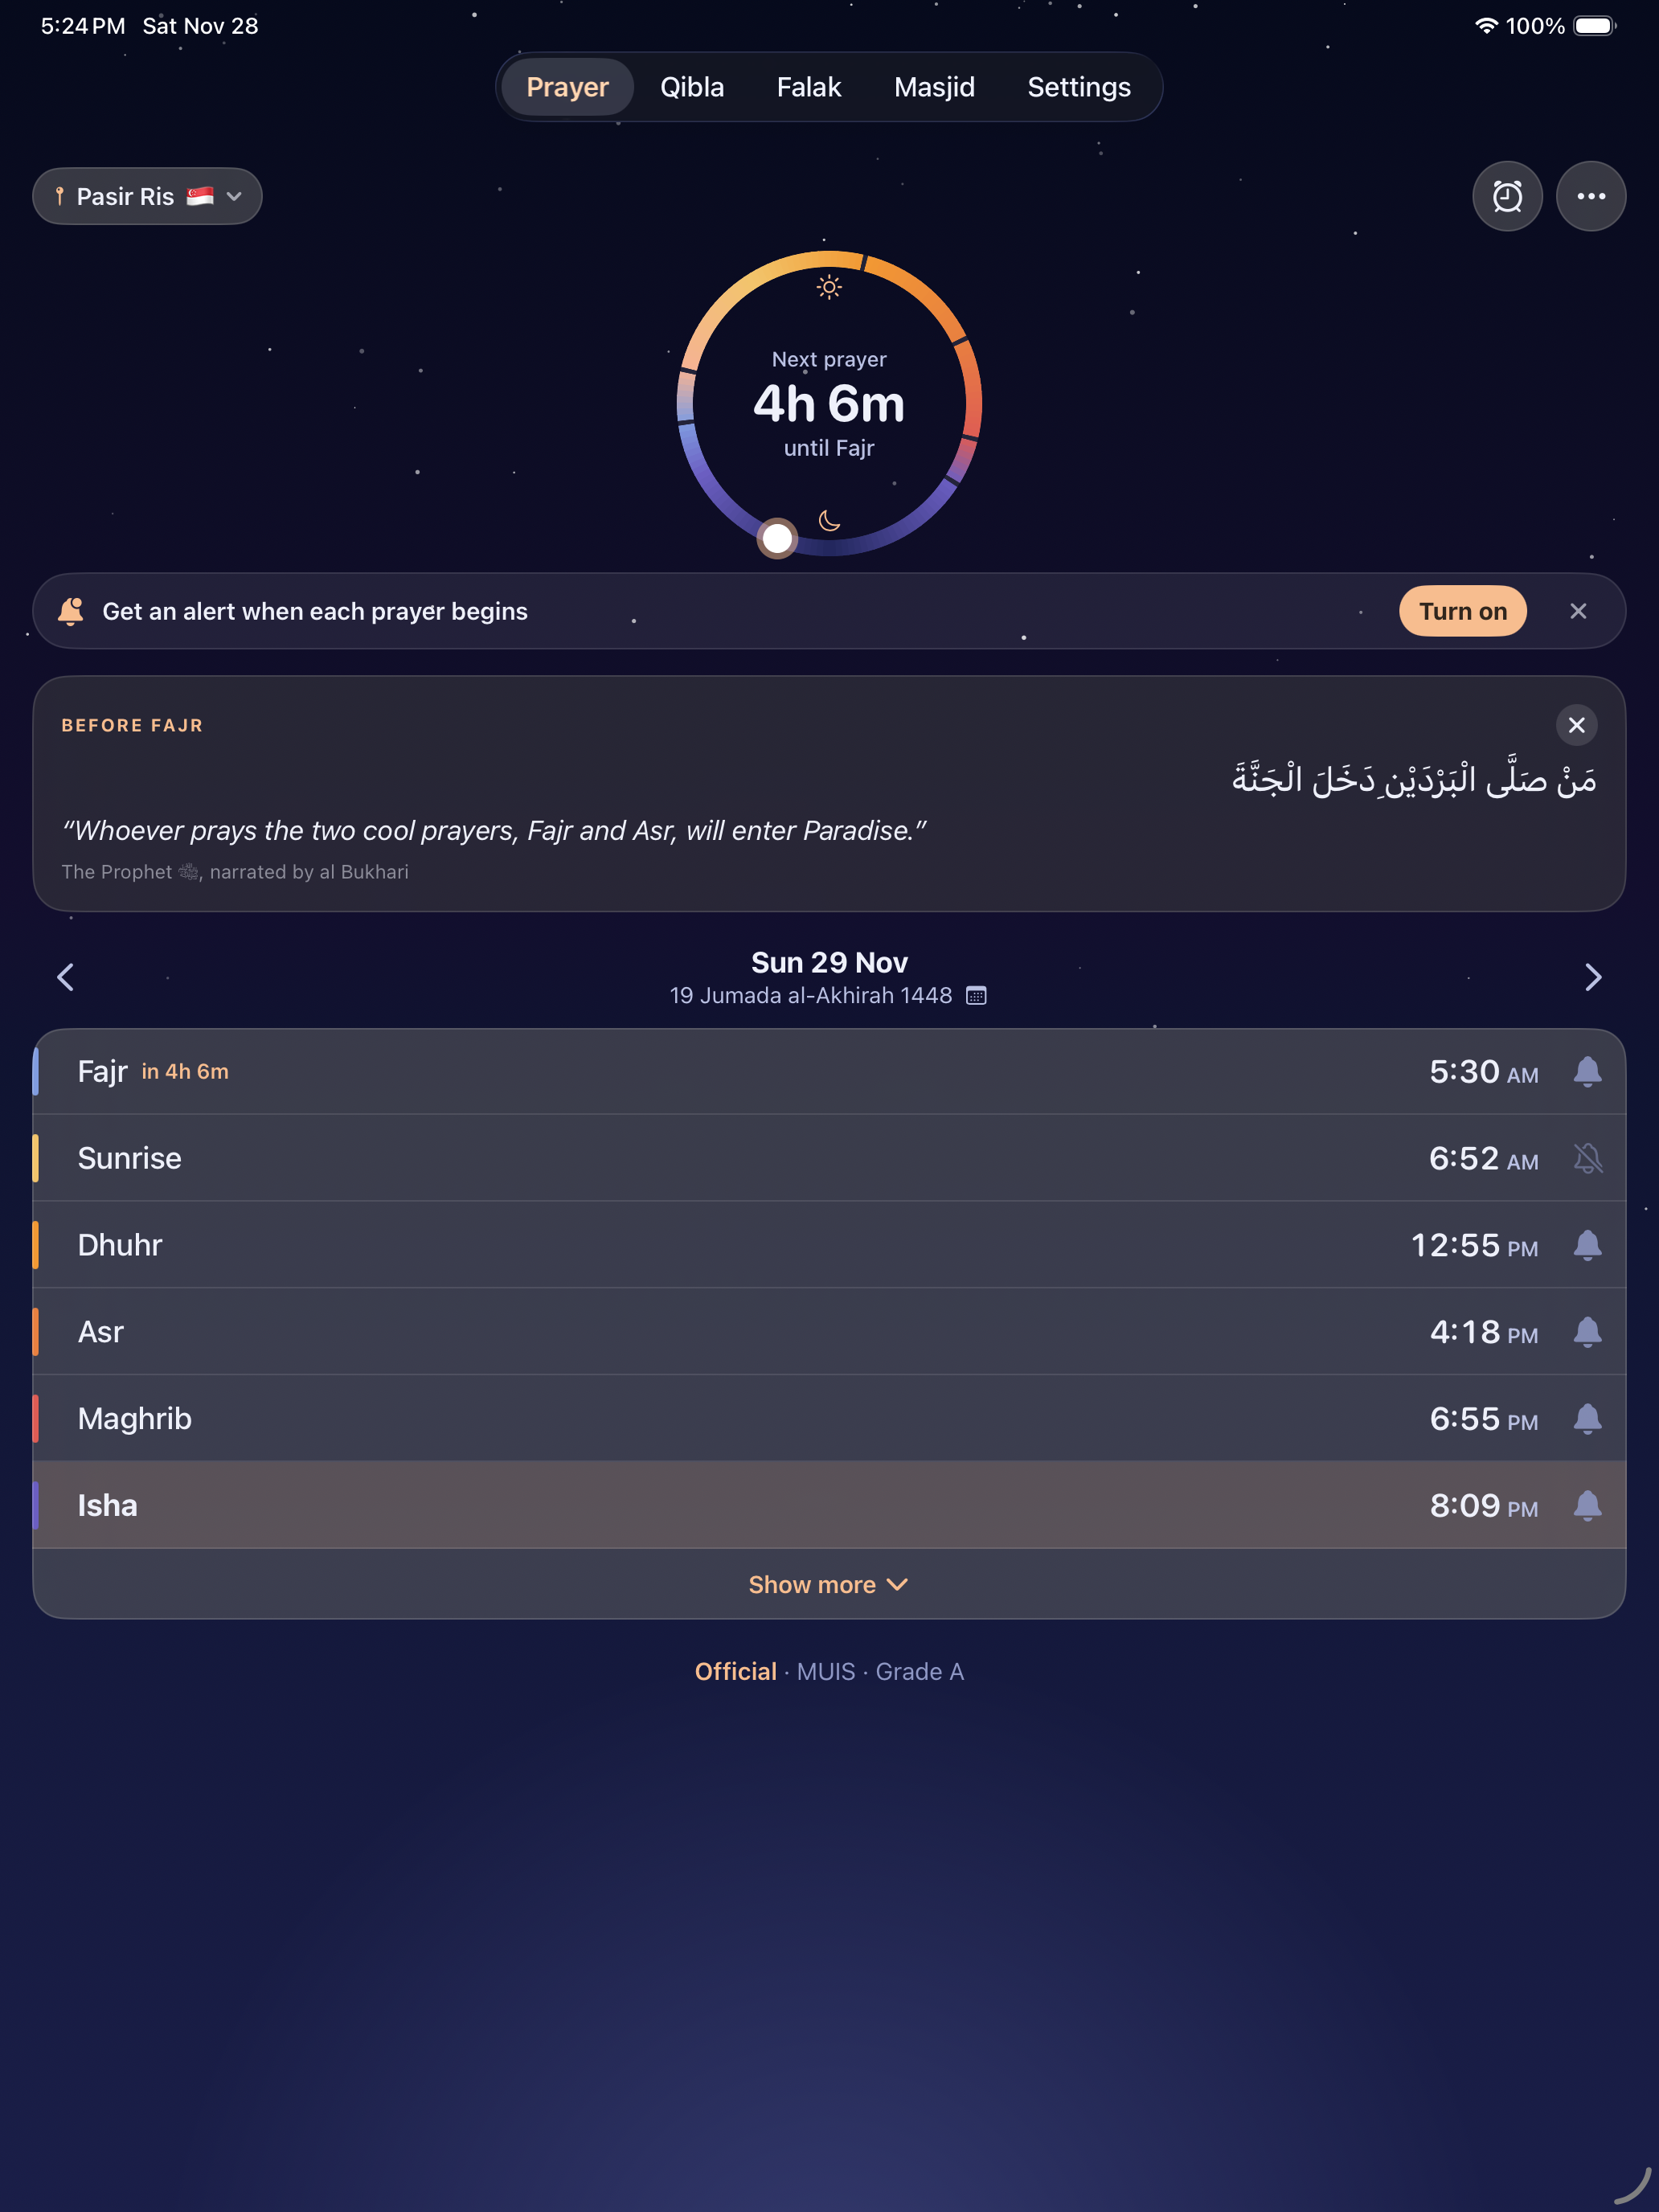 5:24 PM Sat Nov 28
100%
Prayer Qibla Falak Masjid Settings
Pasir Ris 🇸🇬
Next prayer
4h 6m
until Fajr
Get an alert when each prayer begins
Turn on
BEFORE FAJR
مَنْ صَلَّى الْبَرْدَيْنِ دَخَلَ الْجَنَّةَ
“Whoever prays the two cool prayers, Fajr and Asr, will enter Paradise.”
The Prophet ﷺ, narrated by al Bukhari
Sun 29 Nov
19 Jumada al-Akhirah 1448
Fajr in 4h 6m 5:30 AM
Sunrise 6:52 AM
Dhuhr 12:55 PM
Asr 4:18 PM
Maghrib 6:55 PM
Isha 8:09 PM
Show more
Official · MUIS · Grade A